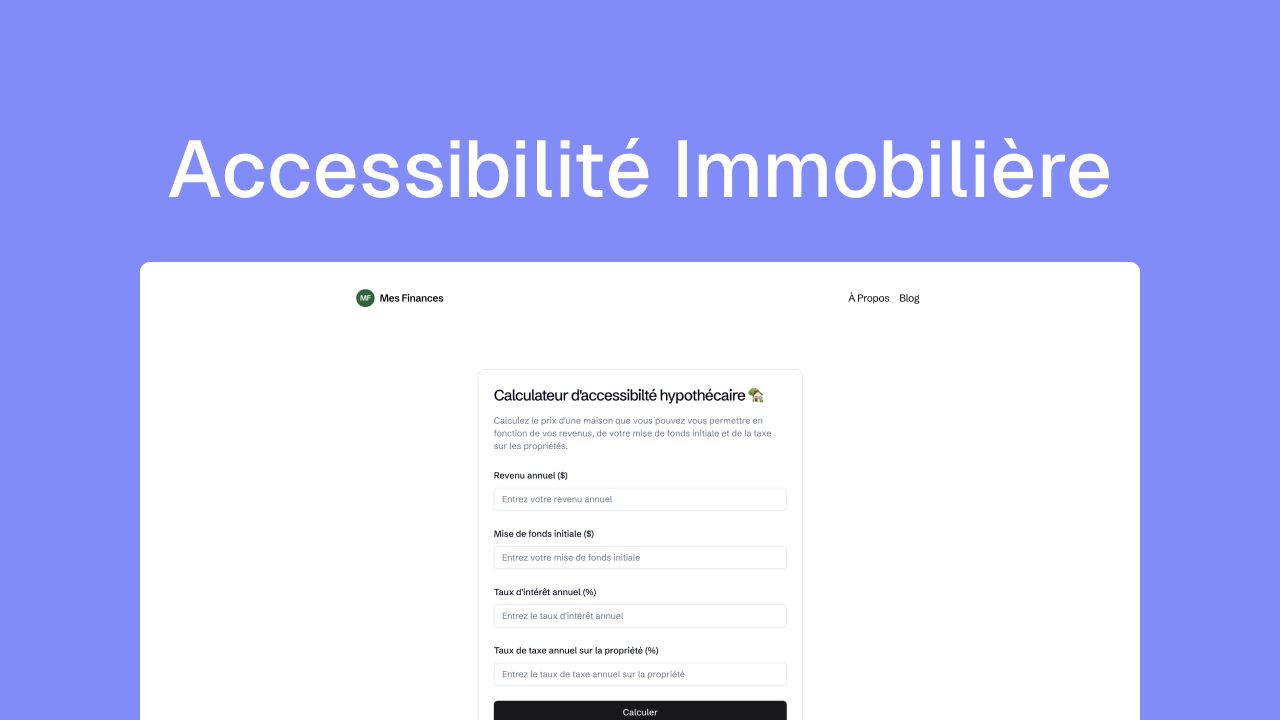 Accessibilité Immobilière
MF Mes Finances
À Propos Blog
Calculateur d'accessibilté hypothécaire
Calculez le prix d'une maison que vous pouvez vous permettre en
fonction de vos revenus, de votre mise de fonds initiale et de la taxe
sur les propriétés.
Revenu annuel ($)
Entrez votre revenu annuel
Mise de fonds initiale ($)
Entrez votre mise de fonds initiale
Taux d'intérêt annuel (%)
Entrez le taux d'intérêt annuel
Taux de taxe annuel sur la propriété (%)
Entrez le taux de taxe annuel sur la propriété
Calculer